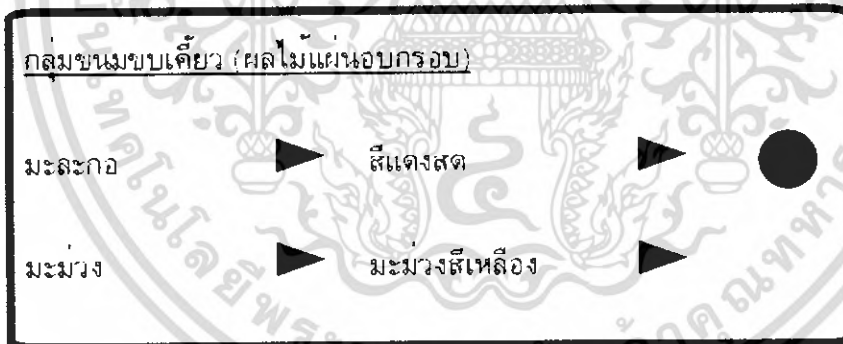 กลุ่มขนมขบเคี้ยว (ผลไม้แผ่นอบกรอบ)
มะละกอ สีแดงสด
มะม่วง มะม่วงสีเหลือง